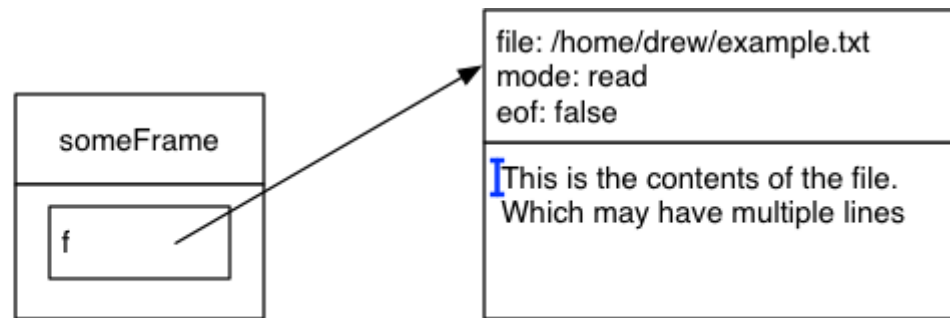 someFrame
f
file: /home/drew/example.txt
mode: read
eof: false
This is the contents of the file.
Which may have multiple lines